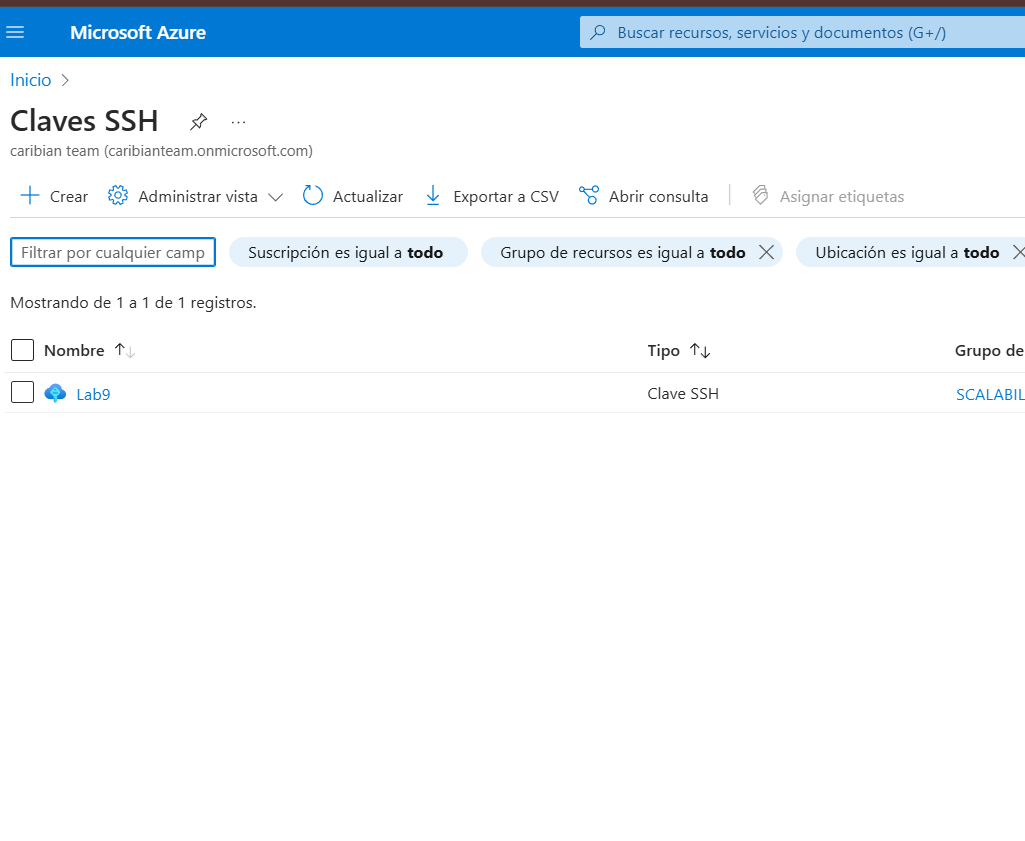 Microsoft Azure
Buscar recursos, servicios y documentos (G+/)
Inicio
Claves SSH
caribian team (caribianteam.onmicrosoft.com)
Crear Administrar vista Actualizar Exportar a CSV Abrir consulta Asignar etiquetas
Filtrar por cualquier camp Suscripción es igual a todo Grupo de recursos es igual a todo Ubicación es igual a todo
Mostrando de 1 a 1 de 1 registros.
Nombre Tipo Grupo de
Lab9 Clave SSH SCALABIL